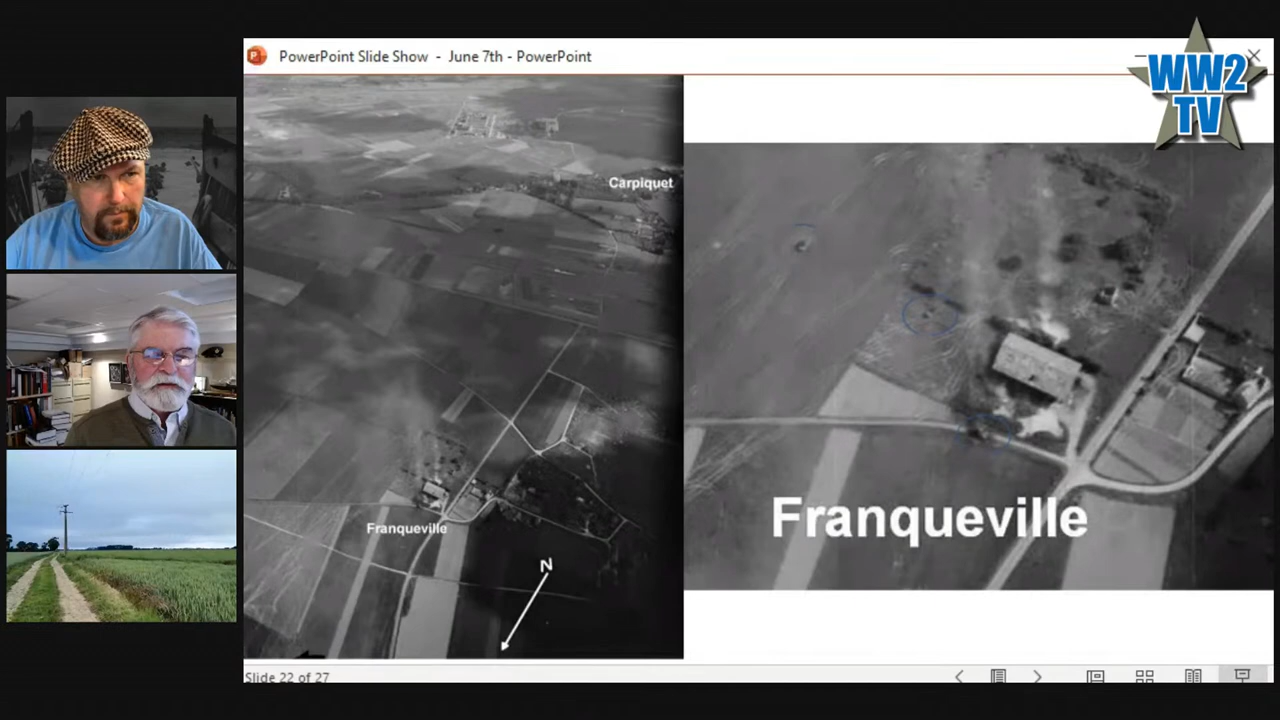 PowerPoint Slide Show - June 7th - PowerPoint
WW2
TV
Carpiquet
Franqueville
N
Franqueville
Slide 22 of 27